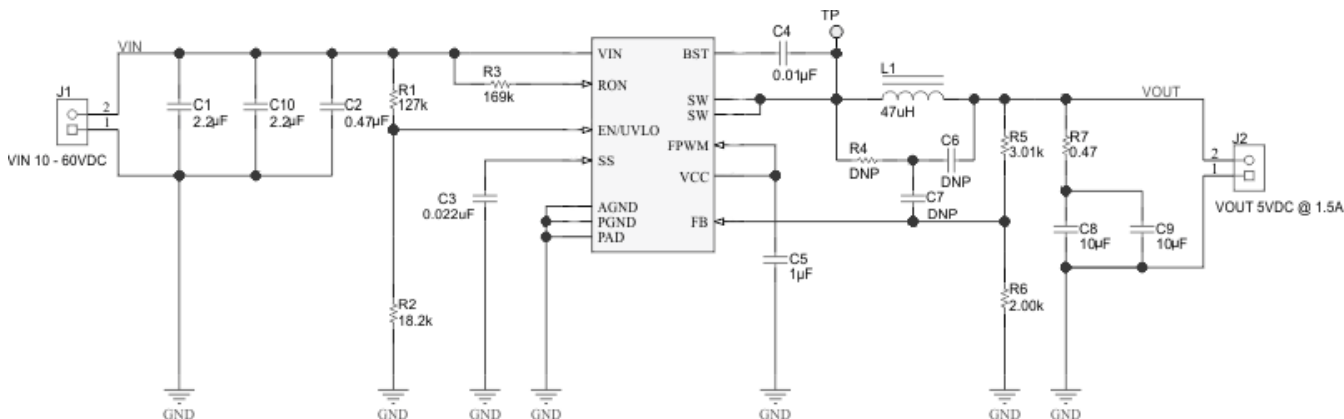 TP
C4
0.01µF
VIN
VIN
BST
L1
47uH
J1
2
1
C1
2.2µF
C10
2.2µF
C2
0.47µF
R1
127k
R3
169k
RON
SW
SW
VOUT
EN/UVLO
FPWM
R4
DNP
C6
DNP
R5
3.01k
R7
0.47
J2
2
1
VIN 10 - 60VDC
SS
VCC
C3
0.022uF
C7
DNP
AGND
PGND
PAD
FB
VOUT 5VDC @ 1.5A
C8
10µF
C9
10µF
C5
1µF
R2
18.2k
R6
2.00k
GND
GND
GND
GND
GND
GND
GND